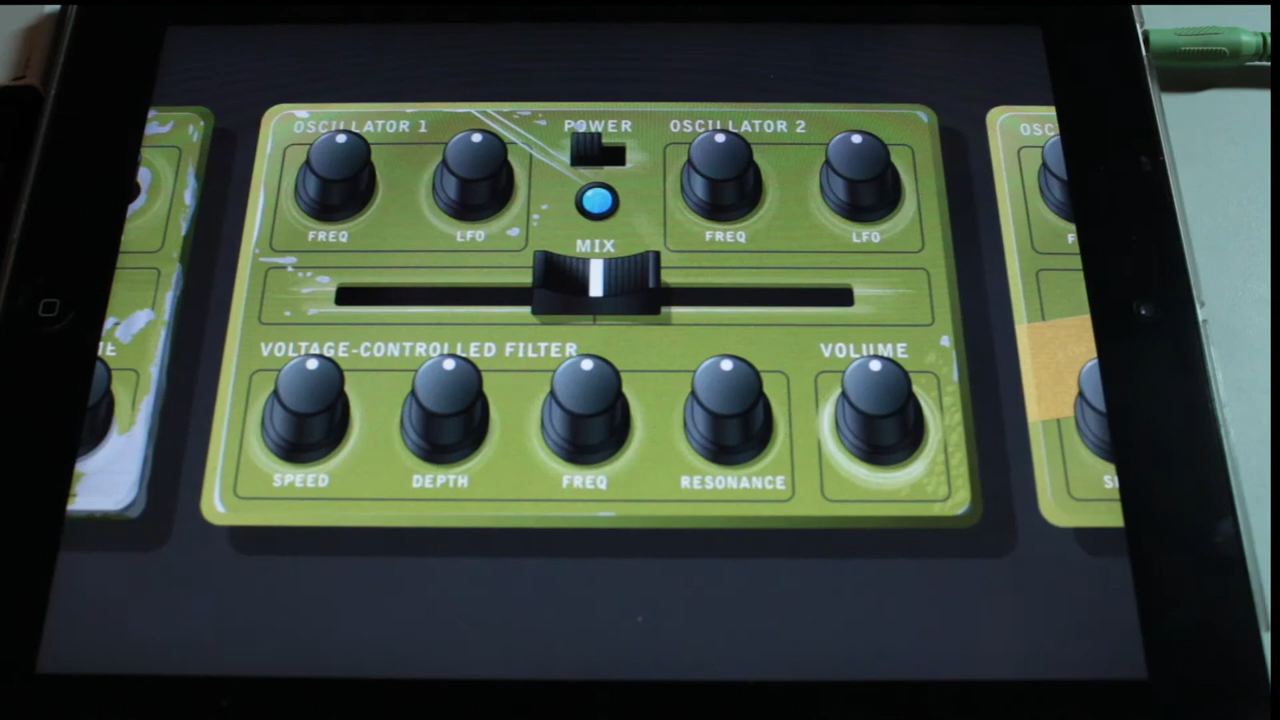 OSCILLATOR 1
POWER
OSCILLATOR 2
FREQ
LFO
FREQ
LFO
MIX
VOLTAGE-CONTROLLED FILTER
VOLUME
SPEED
DEPTH
FREQ
RESONANCE